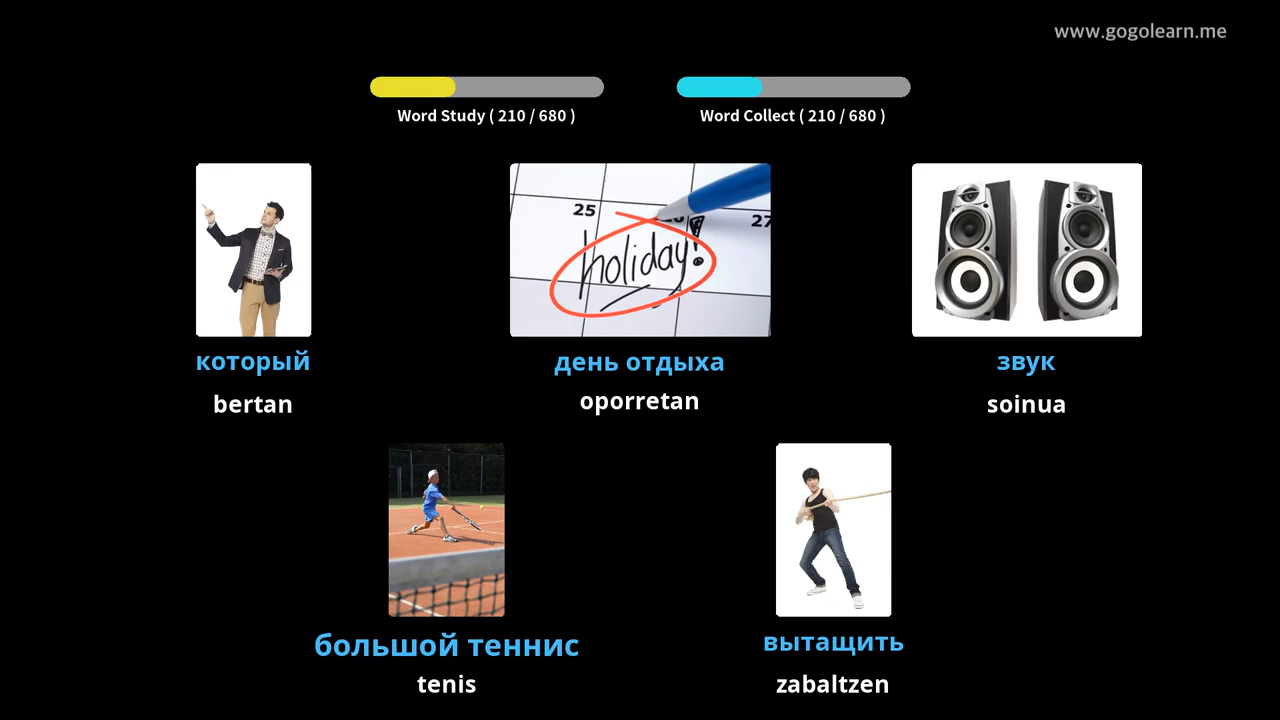 www.gogolearn.me
Word Study ( 210 / 680 )
Word Collect ( 210 / 680 )
25
27
holiday!
который
день отдыха
звук
bertan
oporretan
soinua
большой теннис
вытащить
tenis
zabaltzen